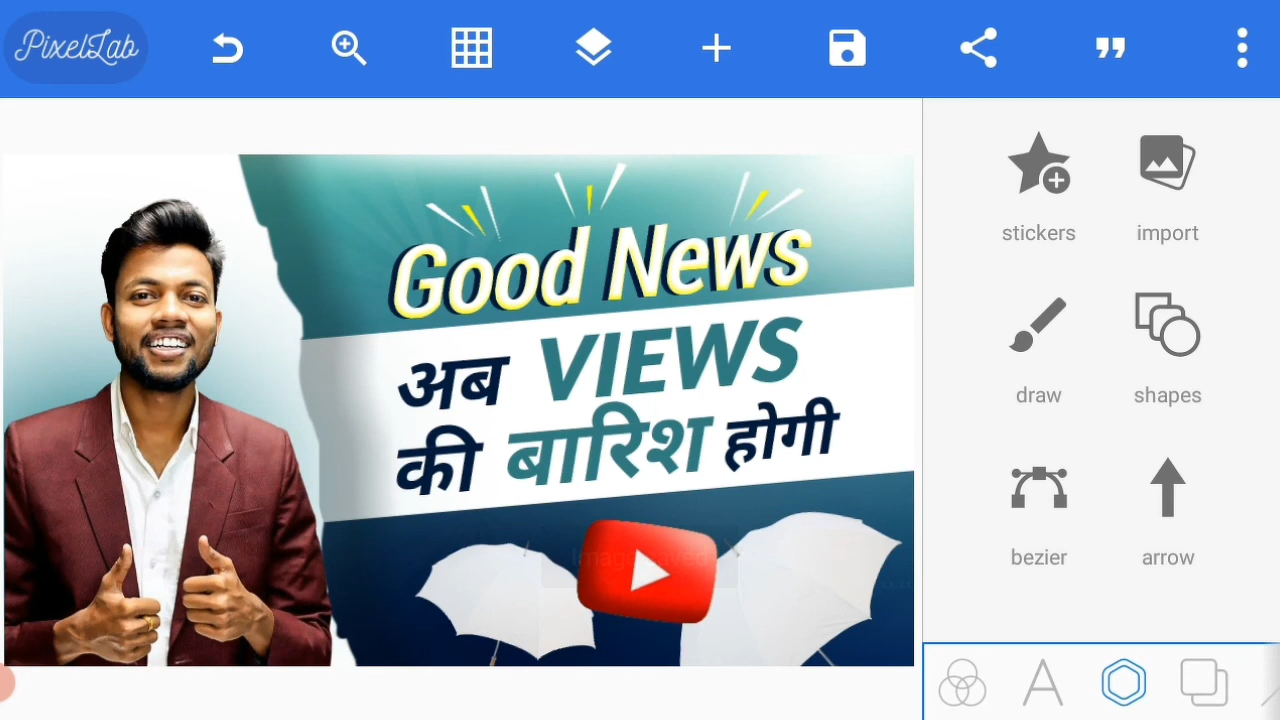 PixelLab
Good News
अब VIEWS
की बारिश होगी
stickers
import
draw
shapes
bezier
arrow